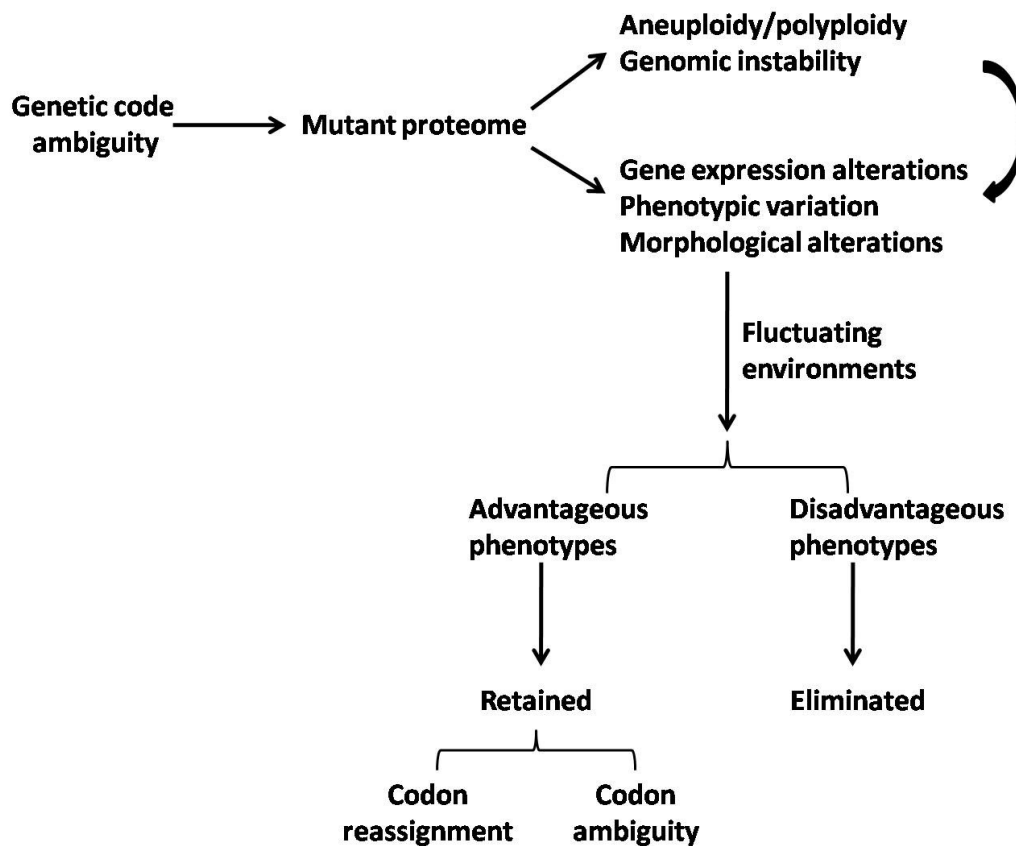 Aneuploidy/polyploidy
Genomic instability
Genetic code
ambiguity
Mutant proteome
Gene expression alterations
Phenotypic variation
Morphological alterations
Fluctuating
environments
Advantageous
phenotypes
Disadvantageous
phenotypes
Retained
Eliminated
Codon
reassignment
Codon
ambiguity